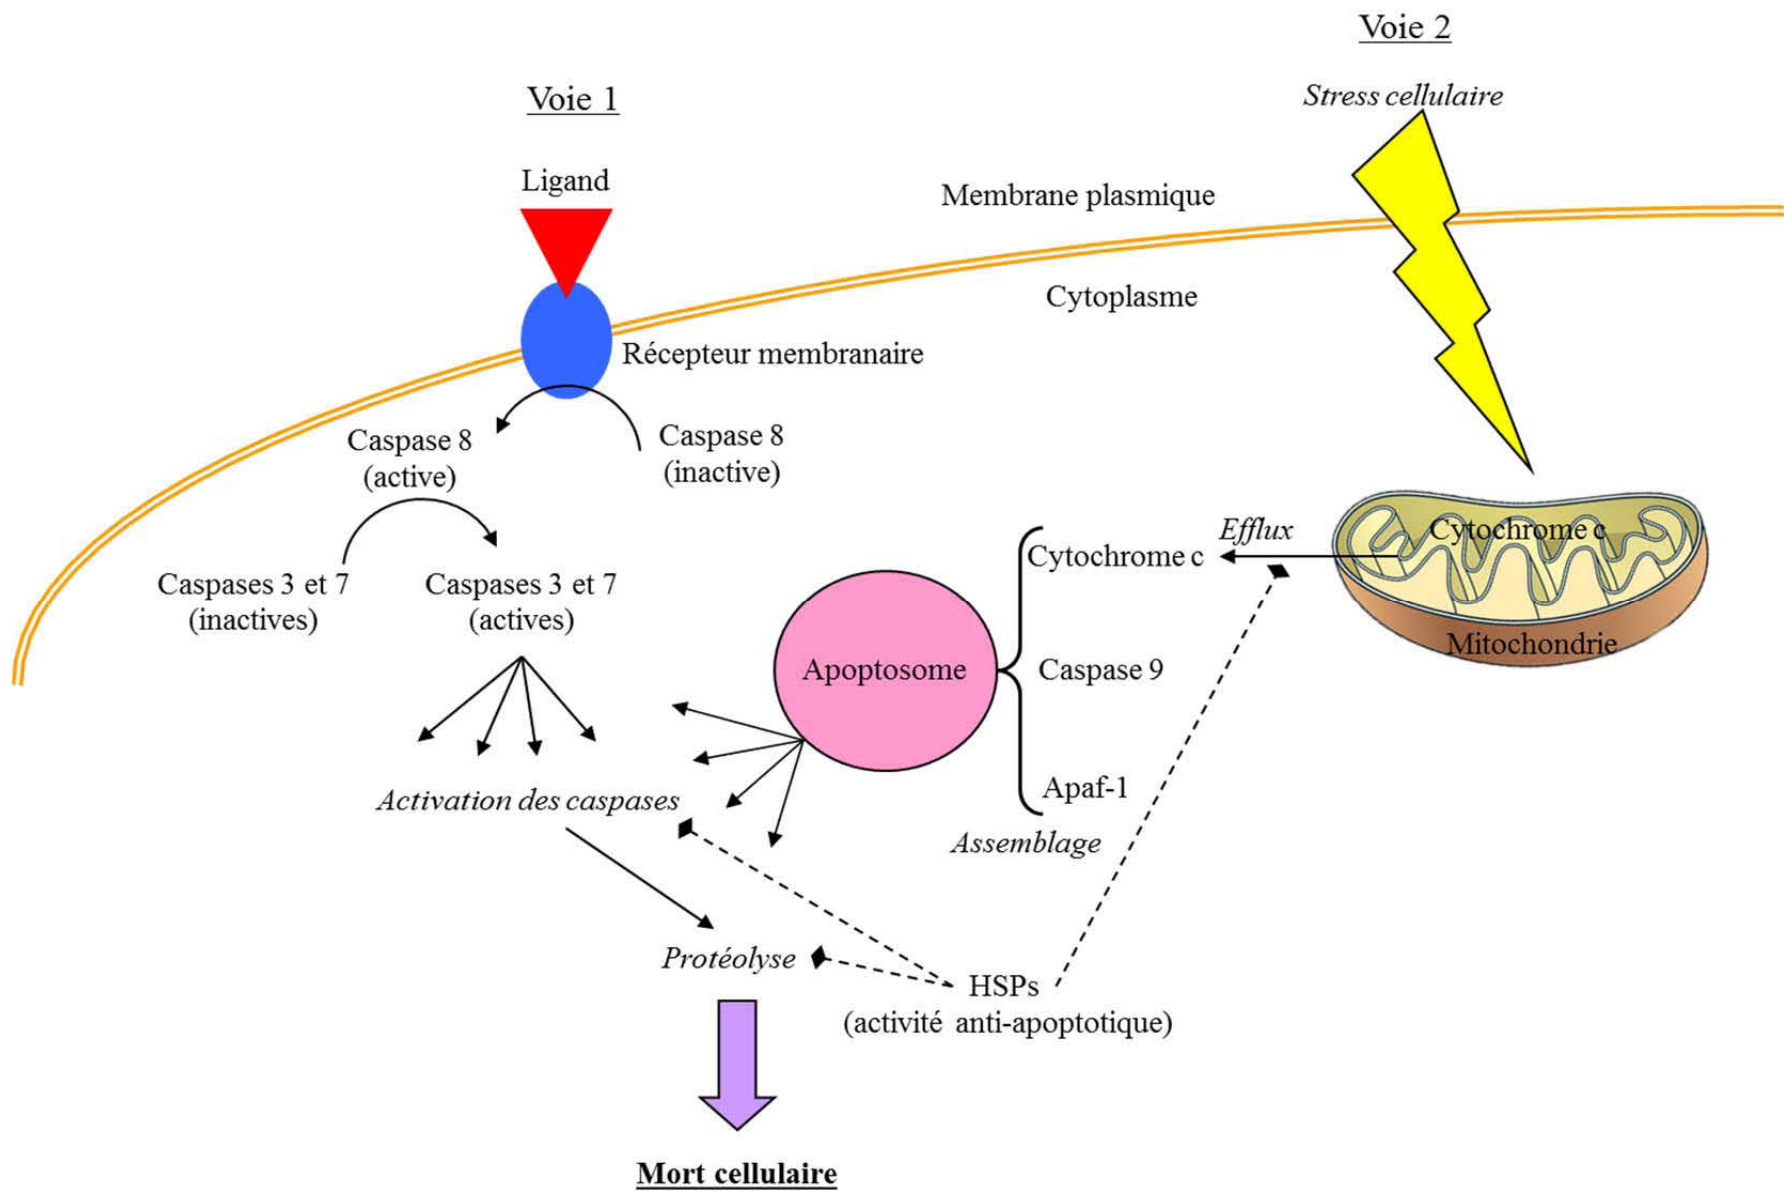 Voie 2
Stress cellulaire
Voie 1
Ligand
Membrane plasmique
Cytoplasme
Récepteur membranaire
Caspase 8
(active)
Caspase 8
(inactive)
Caspases 3 et 7
(inactives)
Caspases 3 et 7
(actives)
Efflux
Cytochrome c
Cytochrome c
Mitochondrie
Apoptosome
Caspase 9
Apaf-1
Assemblage
Activation des caspases
Protéolyse
HSPs
(activité anti-apoptotique)
Mort cellulaire